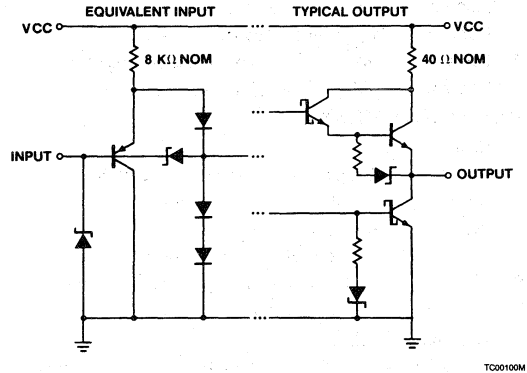 EQUIVALENT INPUT
TYPICAL OUTPUT
VCC
VCC
8 KΩ NOM
40 Ω NOM
INPUT
OUTPUT
TC00100M